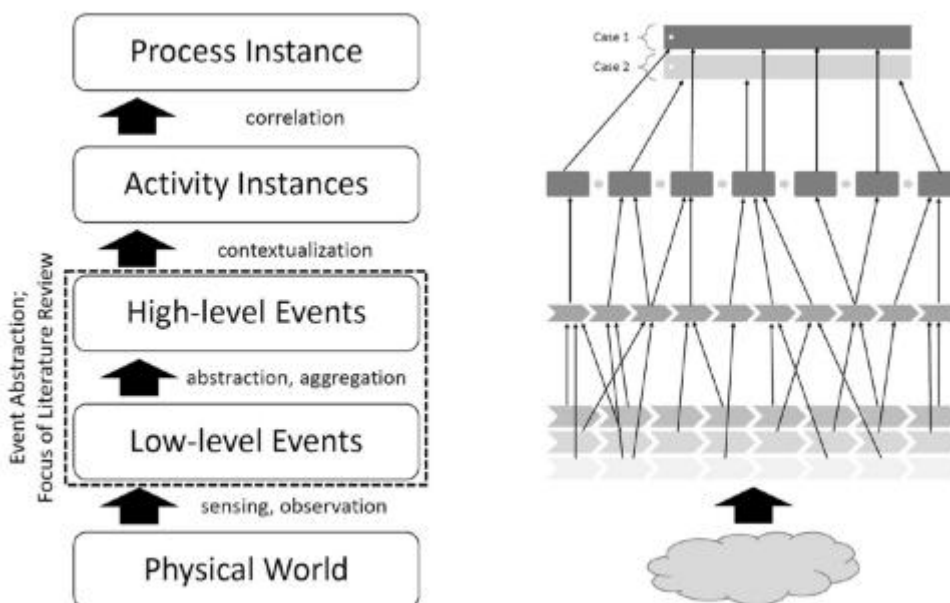 Process Instance
correlation
Activity Instances
contextualization
High-level Events
abstraction, aggregation
Low-level Events
sensing, observation
Physical World
Event Abstraction;
Focus of Literature Review
Case 1
Case 2